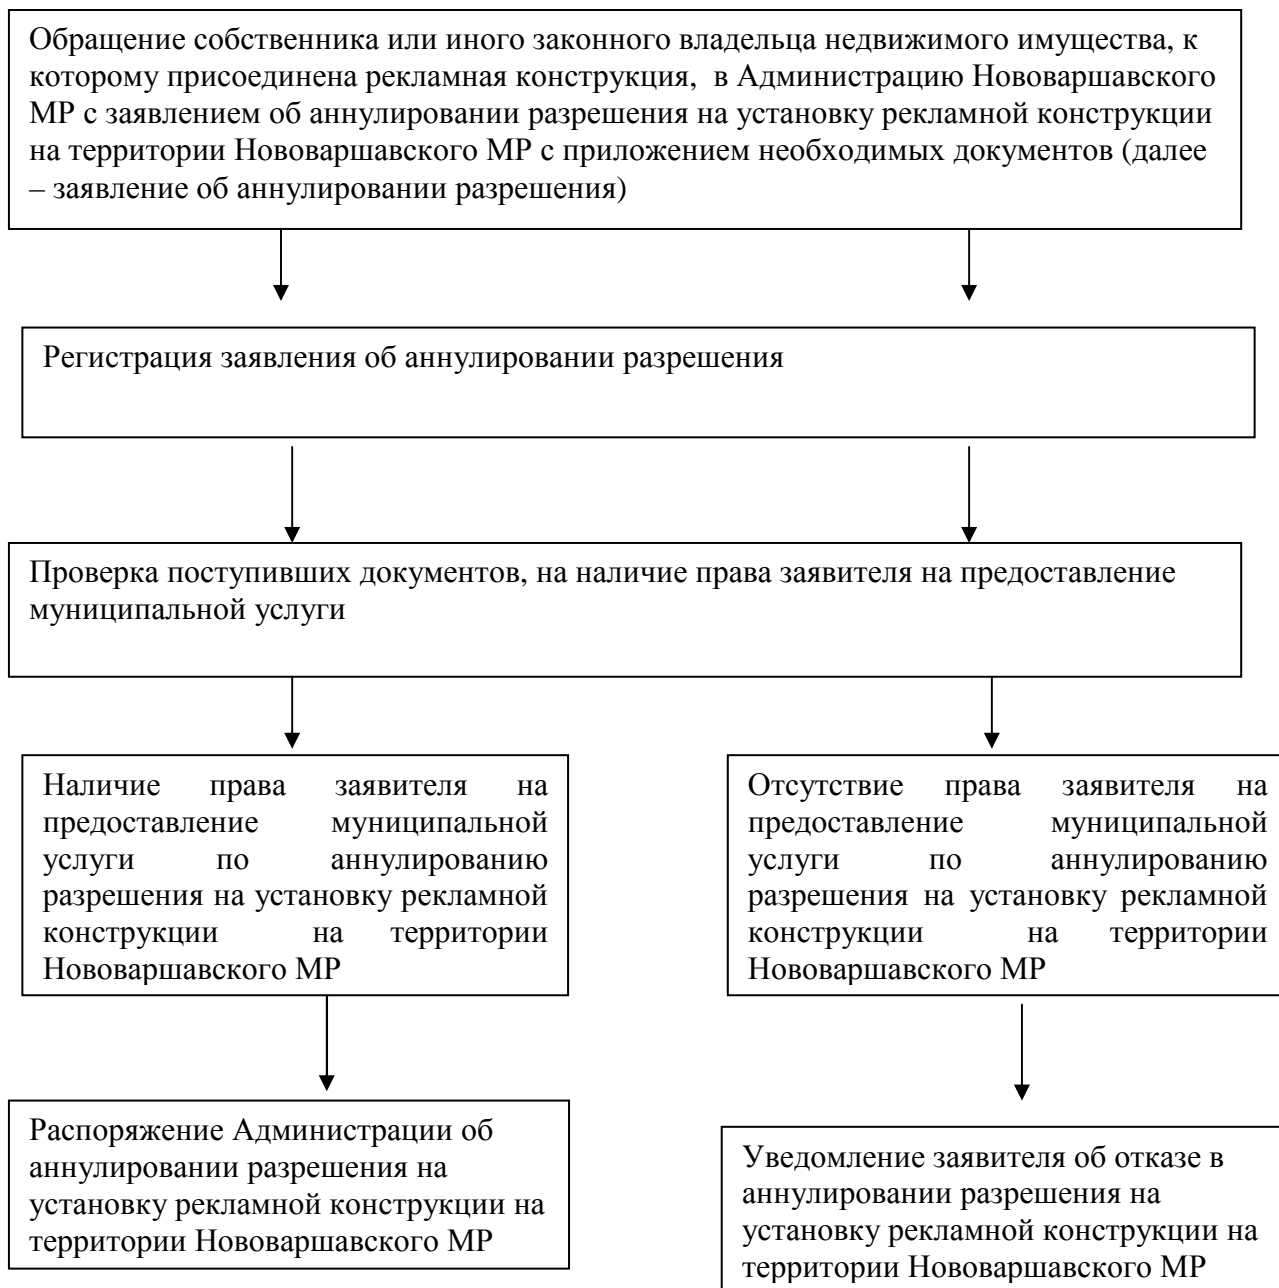 Обращение собственника или иного законного владельца недвижимого имущества, к
которому присоединена рекламная конструкция,  в Администрацию Нововаршавского
МР с заявлением об аннулировании разрешения на установку рекламной конструкции
на территории Нововаршавского МР с приложением необходимых документов (далее
– заявление об аннулировании разрешения)
Регистрация заявления об аннулировании разрешения
Проверка поступивших документов, на наличие права заявителя на предоставление
муниципальной услуги
Наличие права заявителя на
предоставление муниципальной
услуги по аннулированию
разрешения на установку рекламной
конструкции на территории
Нововаршавского МР
Отсутствие права заявителя на
предоставление муниципальной
услуги по аннулированию
разрешения на установку рекламной
конструкции на территории
Нововаршавского МР
Распоряжение Администрации об
аннулировании разрешения на
установку рекламной конструкции на
территории Нововаршавского МР
Уведомление заявителя об отказе в
аннулировании разрешения на
установку рекламной конструкции на
территории Нововаршавского МР